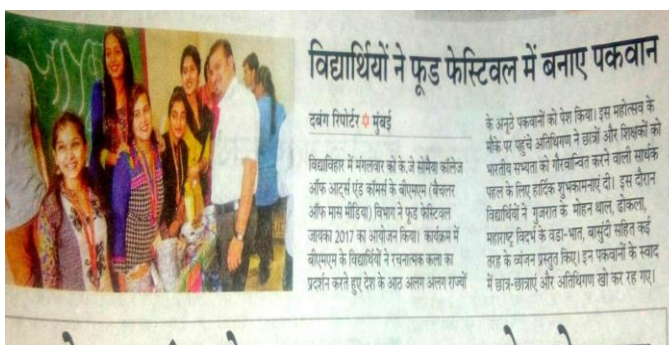 विद्यार्थियों ने फूड फेस्टिवल में बनाए पकवान
दबंग रिपोर्टर मुंबई
विद्याविहार में मंगलवार को के. जे सोमैया कॉलेज
ऑफ आर्ट्स एंड कॉमर्स के बीएमएम (बैचलर
ऑफ मास मीडिया) विभाग ने फूड फेस्टिवल
जायका 2017 का आयोजन किया। कार्यक्रम में
बीएमएम के विद्यार्थियों ने रचनात्मक कला का
प्रदर्शन करते हुए देश के आठ अलग अलग राज्यों
के अनूठे पकवानों को पेश किया। इस महोत्सव के
मौके पर पहुंचे अतिथिगण ने छात्रों और शिक्षकों को
भारतीय सभ्यता को गौरवान्वित करने वाली सार्थक
पहल के लिए हार्दिक शुभकामनाएं दी। इस दौरान
विद्यार्थियों ने गुजरात के मोहन थाल, ढोकला,
महाराष्ट्र विदर्भ के वडा-भात, बासुंदी सहित कई
तरह के व्यंजन प्रस्तुत किए। इन पकवानों के स्वाद
में छात्र-छात्राएं और अतिथिगण खो कर रह गए।